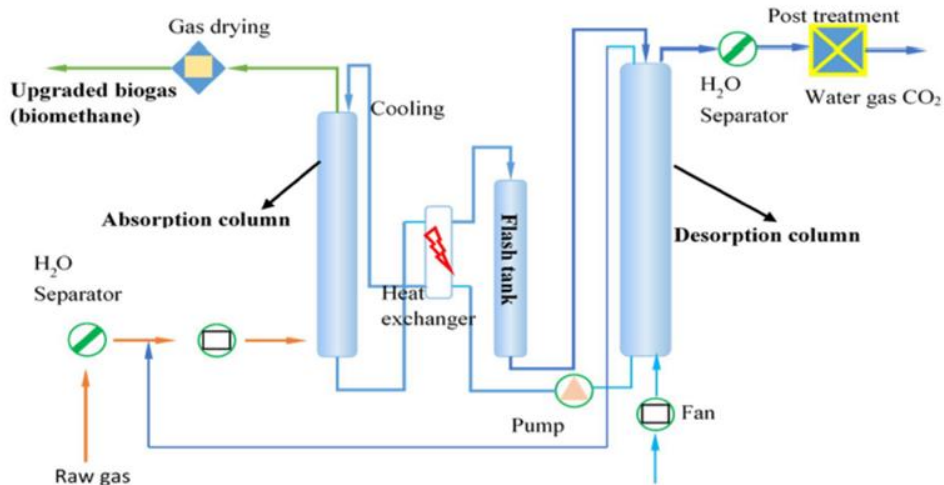 Gas drying
Post treatment
Upgraded biogas
(biomethane)
Cooling
H₂O
Separator
Water gas CO₂
Absorption column
Flash tank
Desorption column
H₂O
Separator
Heat
exchanger
Pump
Fan
Raw gas